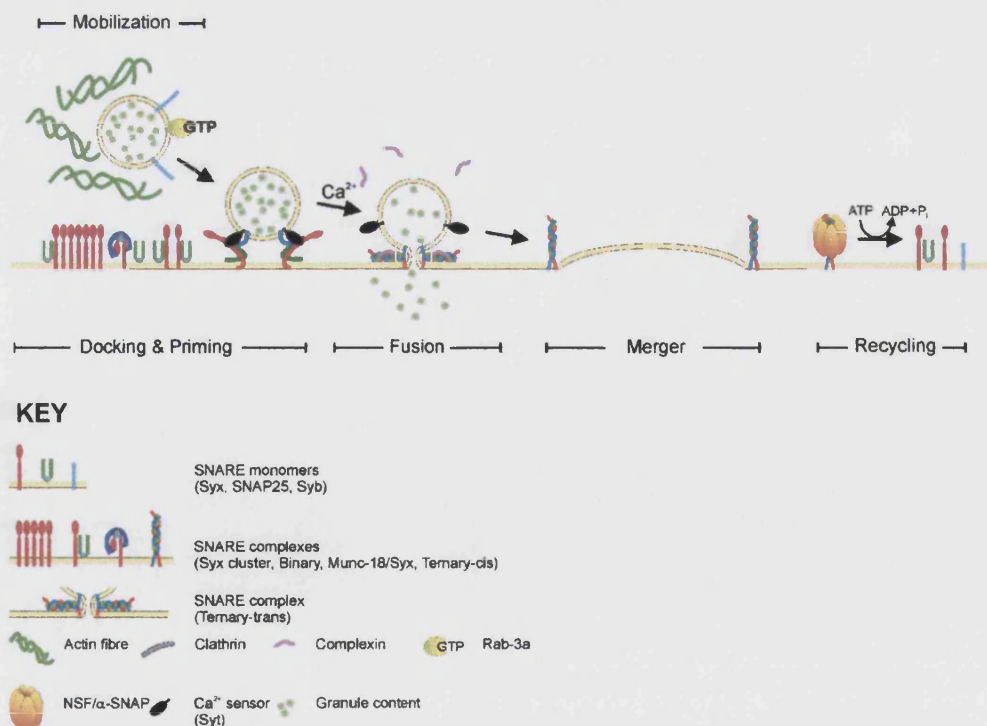 Mobilization
GTP
Ca²⁺
ATP ADP+Pᵢ
Docking & Priming
Fusion
Merger
Recycling
KEY
SNARE monomers
(Syx, SNAP25, Syb)
SNARE complexes
(Syx cluster, Binary, Munc-18/Syx, Ternary-cis)
SNARE complex
(Ternary-trans)
Actin fibre Clathrin Complexin GTP Rab-3a
NSF/α-SNAP Ca²⁺ sensor Granule content
(Syt)